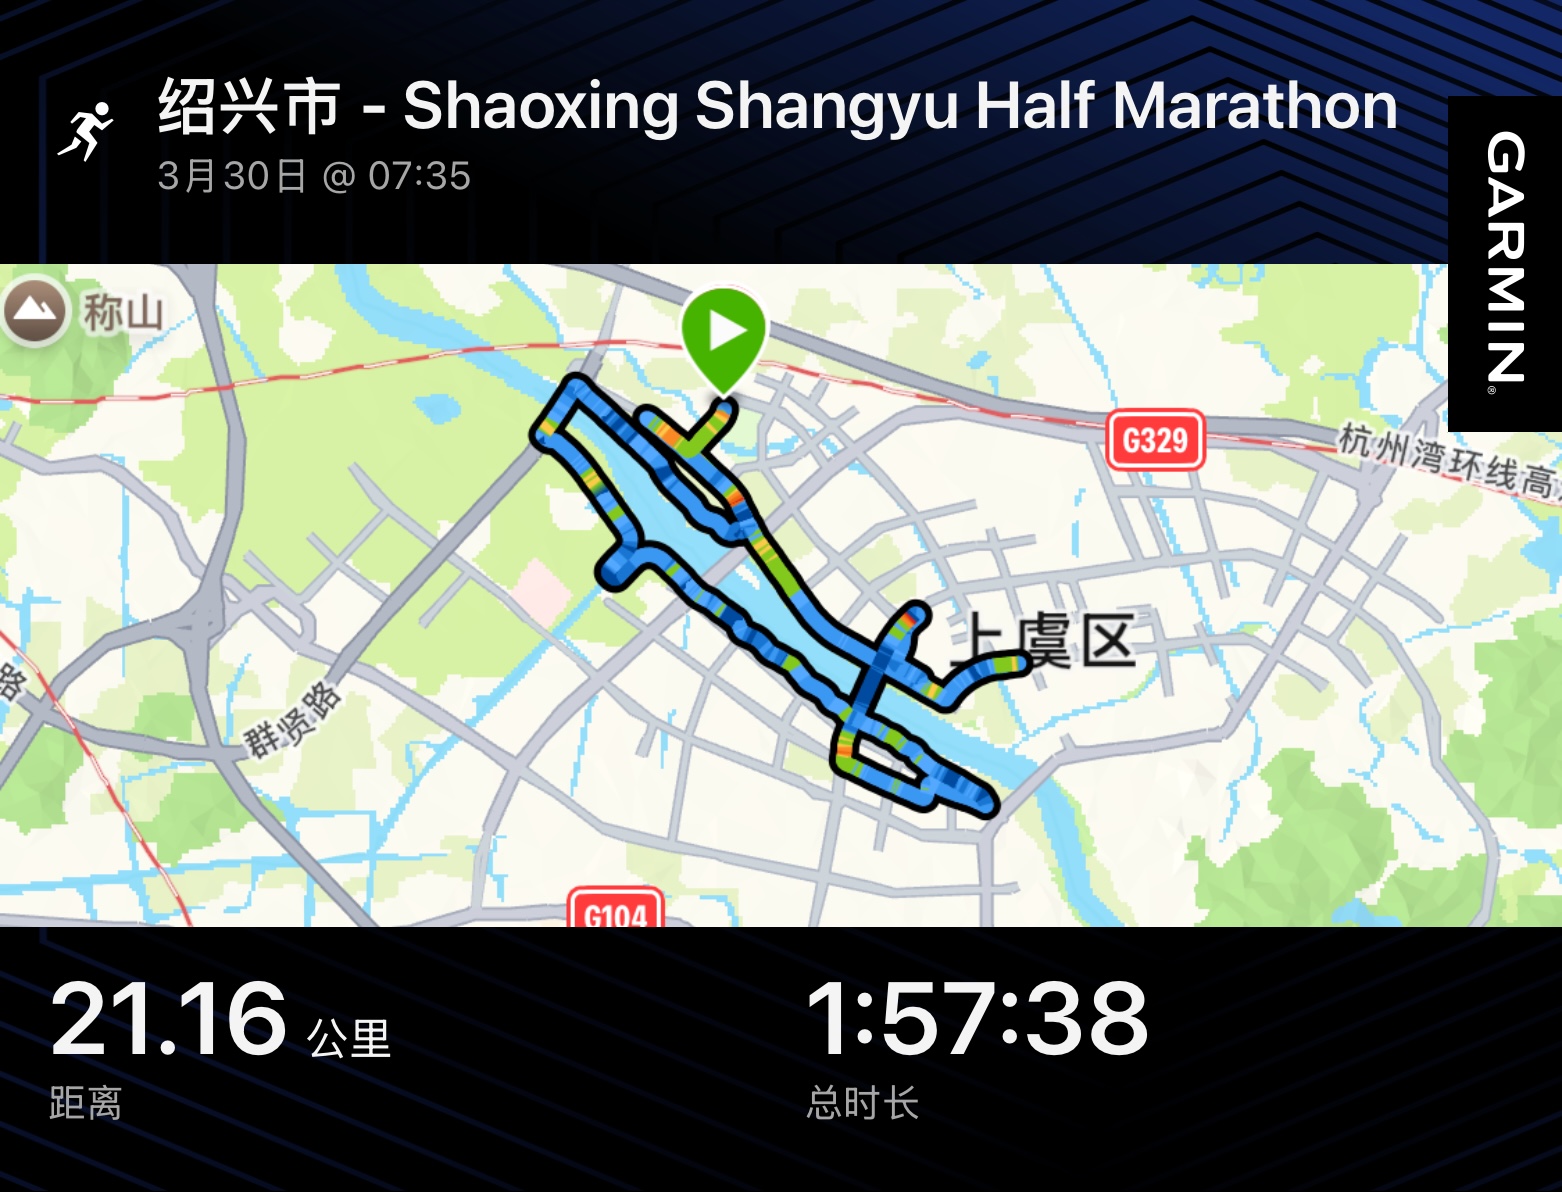 绍兴市 - Shaoxing Shangyu Half Marathon
3月30日 @ 07:35
GARMIN®
称山
G329
杭州湾环线高
上虞区
路
群贤路
G104
21.16 公里
距离
1:57:38
总时长